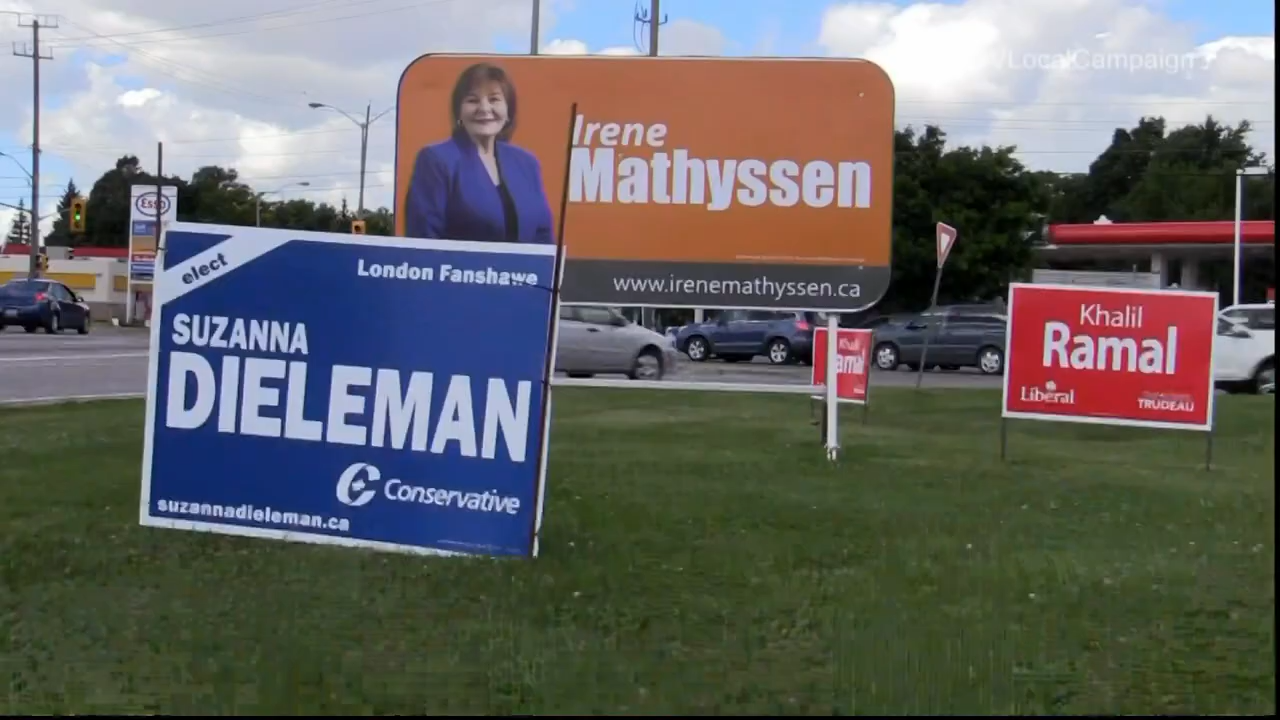 LocalCampaign
Irene
Mathyssen
www.irenemathyssen.ca
Esso
elect
London Fanshawe
SUZANNA
DIELEMAN
Conservative
suzannadieleman.ca
Khalil
Ramal
Liberal
TRUDEAU
Khalil
Ramal